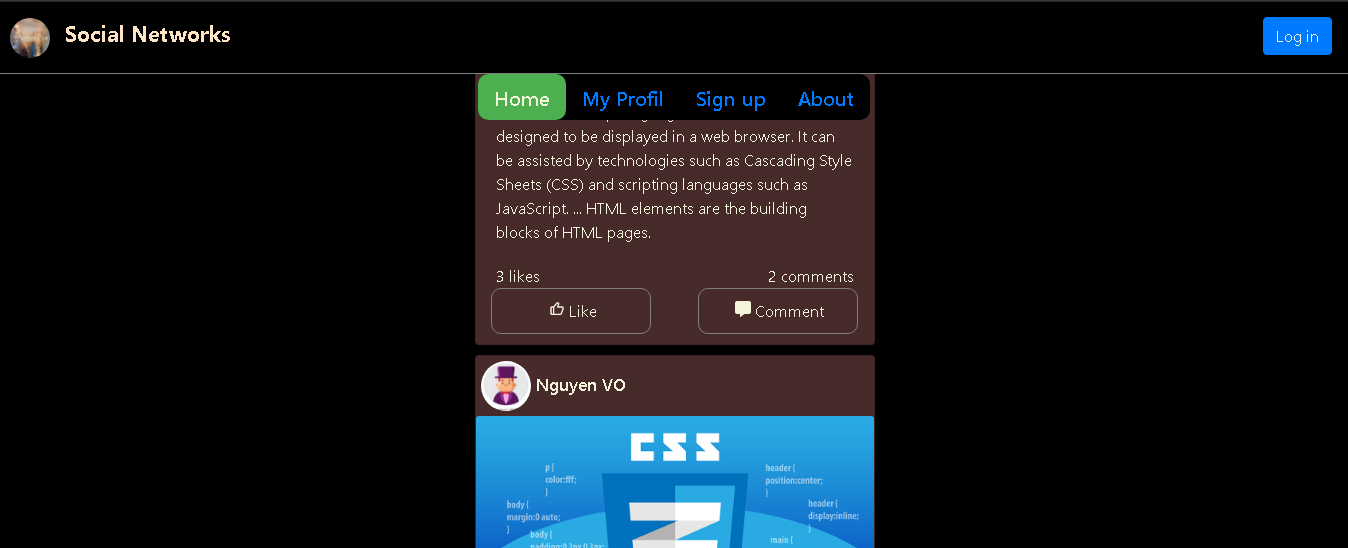 Social Networks
Log in
Home My Profil Sign up About
designed to be displayed in a web browser. It can
be assisted by technologies such as Cascading Style
Sheets (CSS) and scripting languages such as
JavaScript. ... HTML elements are the building
blocks of HTML pages.
3 likes 2 comments
Like Comment
Nguyen VO
CSS
p {
color:fff;
}
header {
position:center;
}
body {
margin:0 auto;
}
header {
display:inline;
}
body {
padding:0.3px 0.3px;
main {